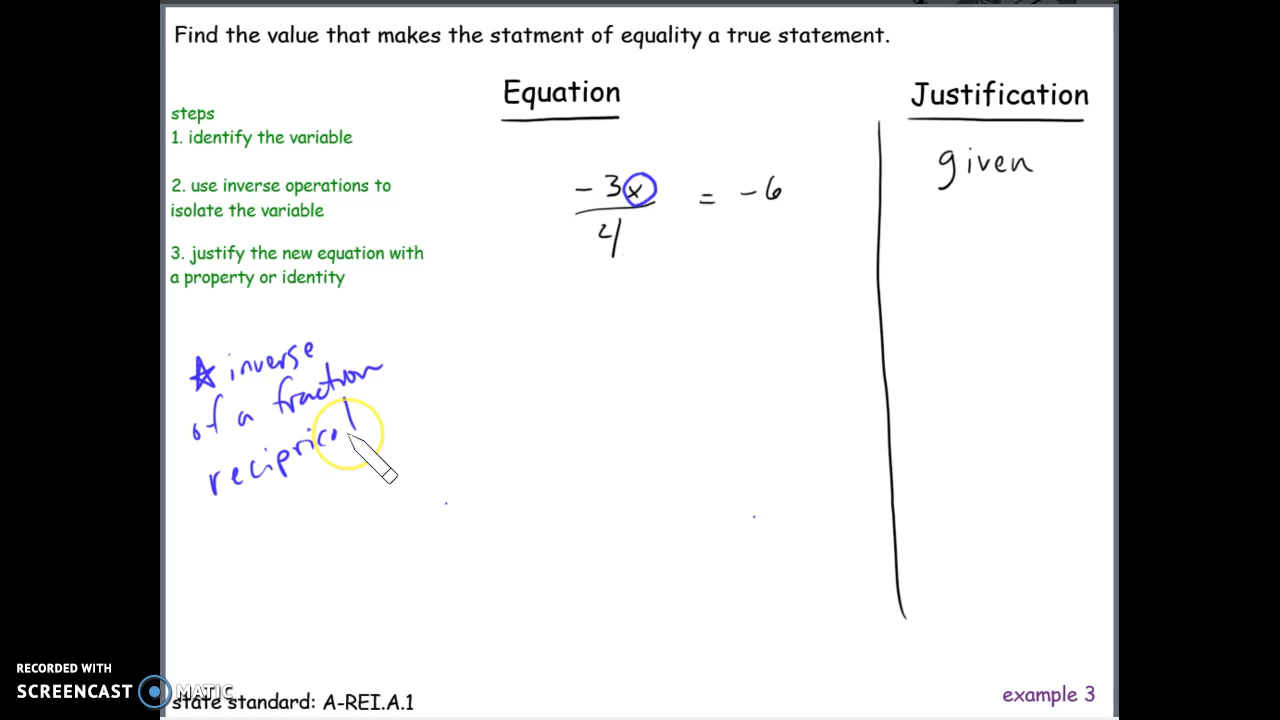 Find the value that makes the statment of equality a true statement.
Equation
Justification
steps
1. identify the variable
2. use inverse operations to
isolate the variable
3. justify the new equation with
a property or identity
given
-3x
= -6
4
☆ inverse
of a fraction
reciprical
RECORDED WITH
SCREENCAST MATIC
state standard: A-REI.A.1
example 3